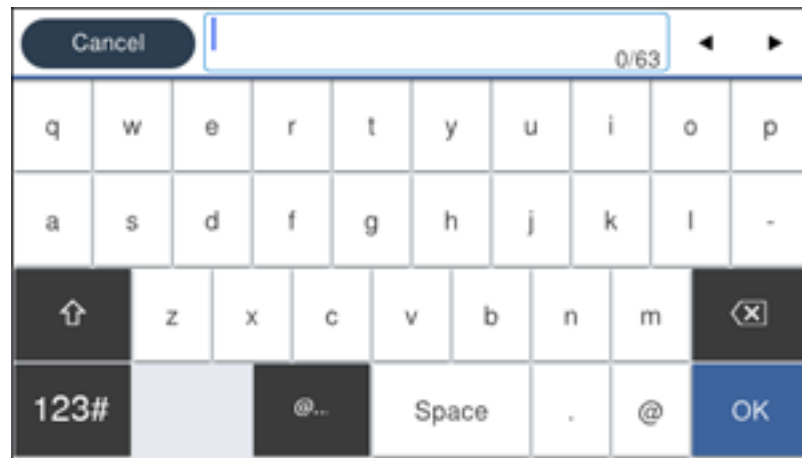 Cancel 0/63
q w e r t y u i o p
a s d f g h j k l -
z x c v b n m
123# @... Space . @ OK